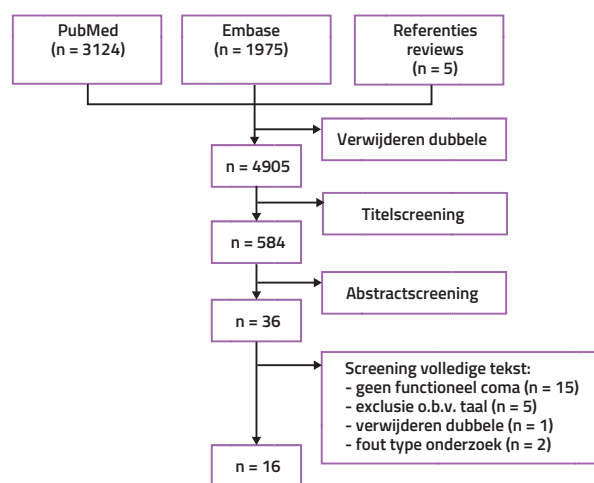 PubMed
(n = 3124)
Embase
(n = 1975)
Referenties
reviews
(n = 5)
Verwijderen dubbele
n = 4905
Titelscreening
n = 584
Abstractscreening
n = 36
Screening volledige tekst:
- geen functioneel coma (n = 15)
- exclusie o.b.v. taal (n = 5)
- verwijderen dubbele (n = 1)
- fout type onderzoek (n = 2)
n = 16